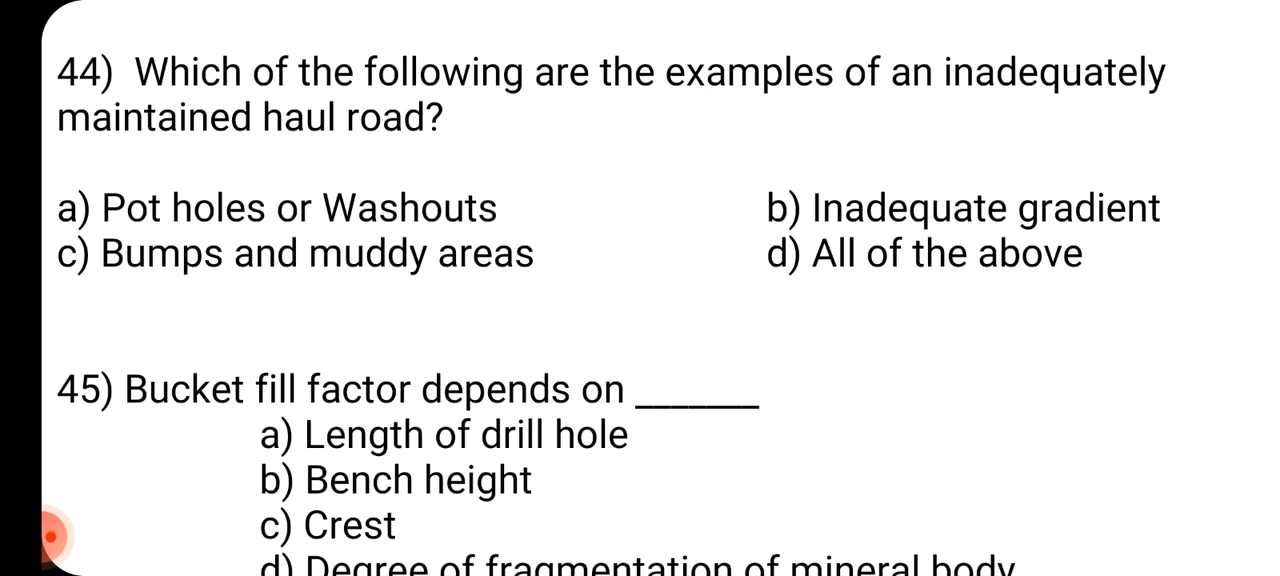 44) Which of the following are the examples of an inadequately
maintained haul road?
a) Pot holes or Washouts b) Inadequate gradient
c) Bumps and muddy areas d) All of the above
45) Bucket fill factor depends on _______
a) Length of drill hole
b) Bench height
c) Crest
d) Degree of fragmentation of mineral body